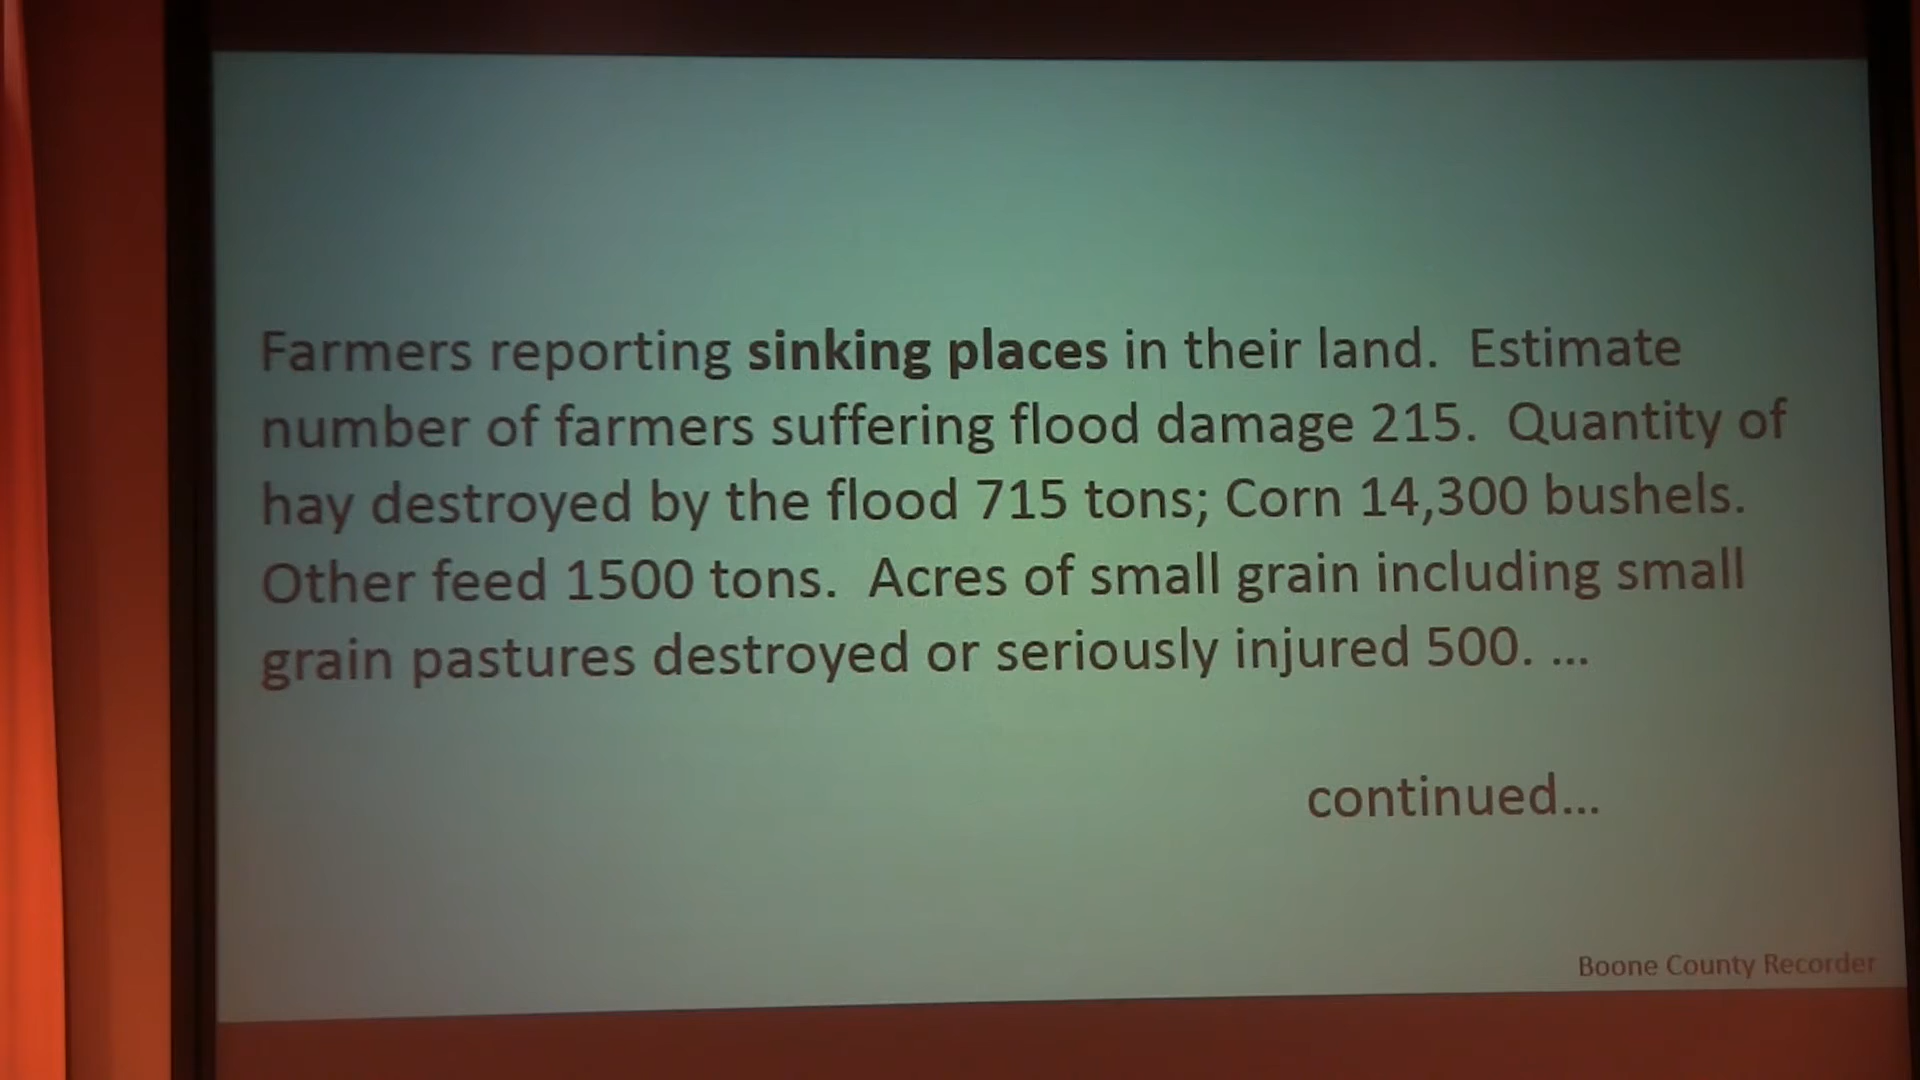 Farmers reporting sinking places in their land. Estimate
number of farmers suffering flood damage 215. Quantity of
hay destroyed by the flood 715 tons; Corn 14,300 bushels.
Other feed 1500 tons. Acres of small grain including small
grain pastures destroyed or seriously injured 500. ...
continued...
Boone County Recorder